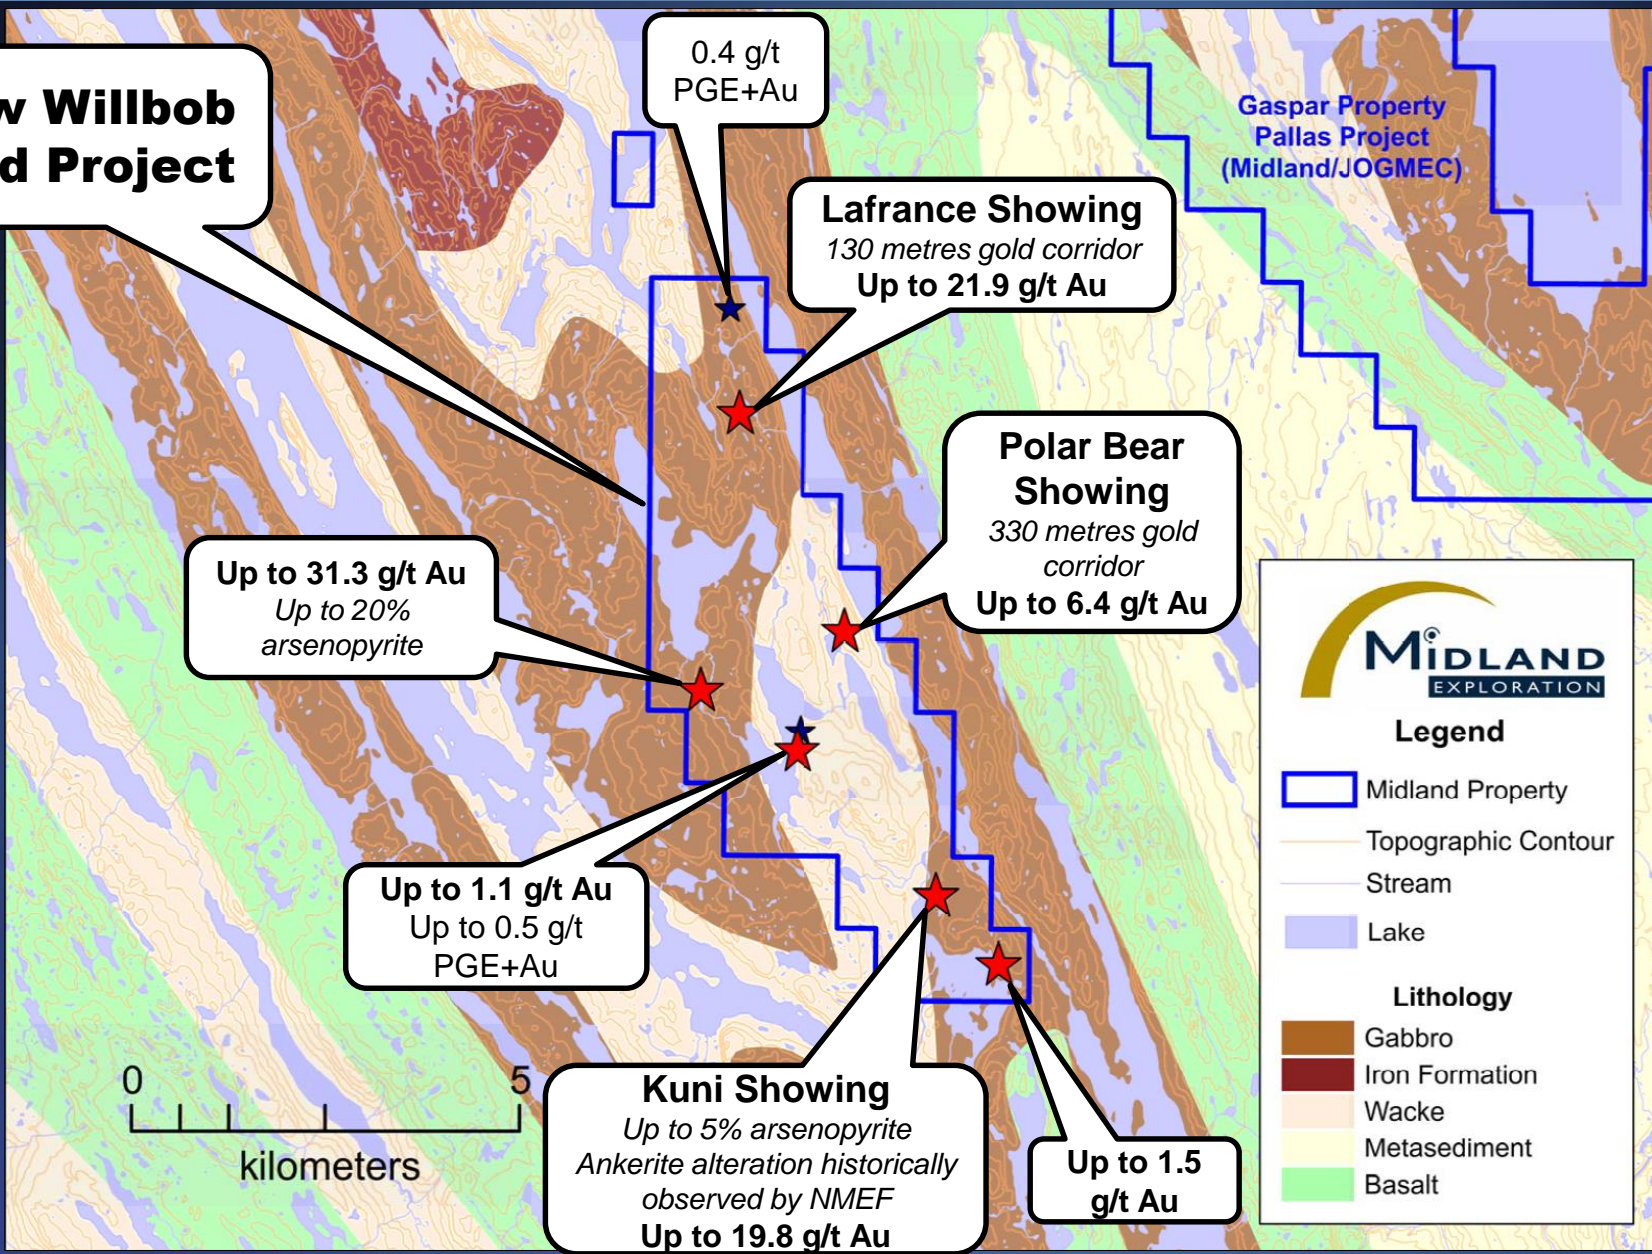 w Willbob
d Project
0.4 g/t
PGE+Au
Gaspar Property
Pallas Project
(Midland/JOGMEC)
Lafrance Showing
130 metres gold corridor
Up to 21.9 g/t Au
Polar Bear
Showing
330 metres gold
corridor
Up to 6.4 g/t Au
Up to 31.3 g/t Au
Up to 20%
arsenopyrite
Up to 1.1 g/t Au
Up to 0.5 g/t
PGE+Au
Kuni Showing
Up to 5% arsenopyrite
Ankerite alteration historically
observed by NMEF
Up to 19.8 g/t Au
Up to 1.5
g/t Au
0 5
kilometers
MIDLAND
EXPLORATION
Legend
Midland Property
Topographic Contour
Stream
Lake
Lithology
Gabbro
Iron Formation
Wacke
Metasediment
Basalt